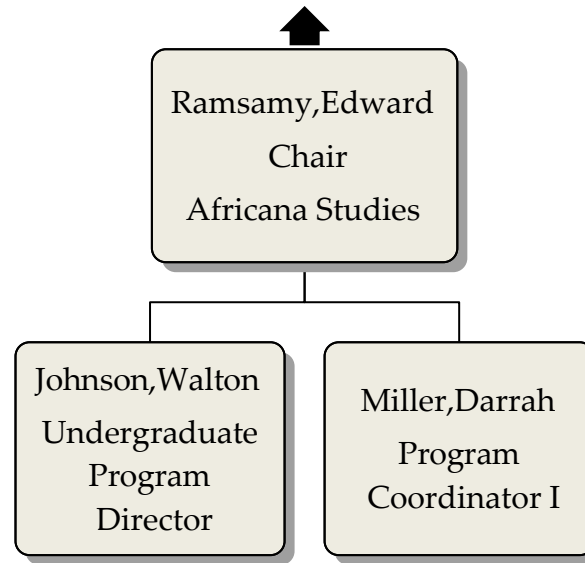 Ramsamy,Edward
Chair
Africana Studies
Johnson,Walton
Undergraduate
Program
Director
Miller,Darrah
Program
Coordinator I